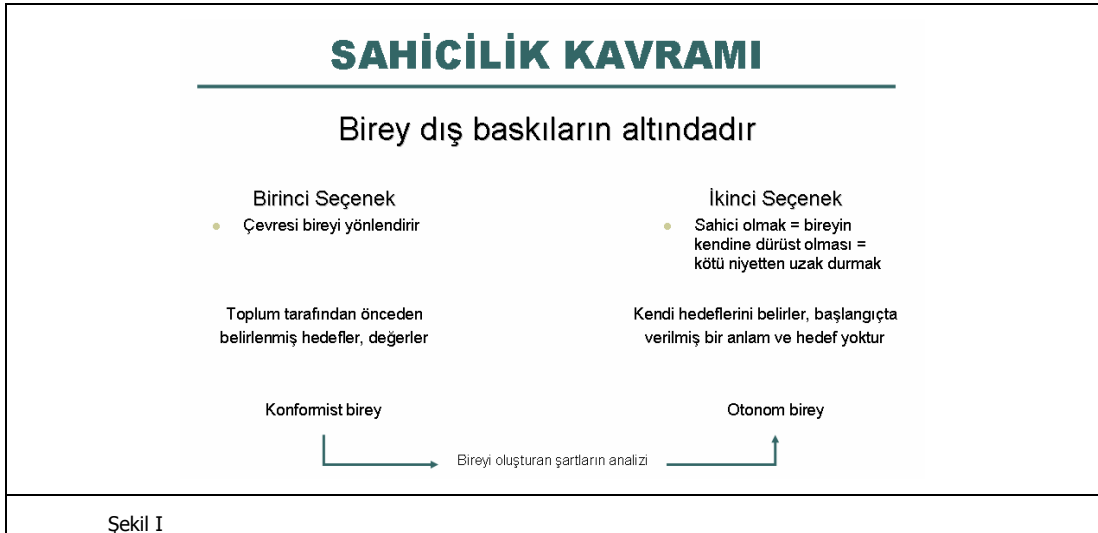 SAHİCİLİK KAVRAMI
Birey dış baskıların altındadır
Birinci Seçenek
• Çevresi bireyi yönlendirir
Toplum tarafından önceden
belirlenmiş hedefler, değerler
Konformist birey
İkinci Seçenek
• Sahici olmak = bireyin
kendine dürüst olması =
kötü niyetten uzak durmak
Kendi hedeflerini belirler, başlangıçta
verilmiş bir anlam ve hedef yoktur
Otonom birey
Bireyi oluşturan şartların analizi
Şekil I